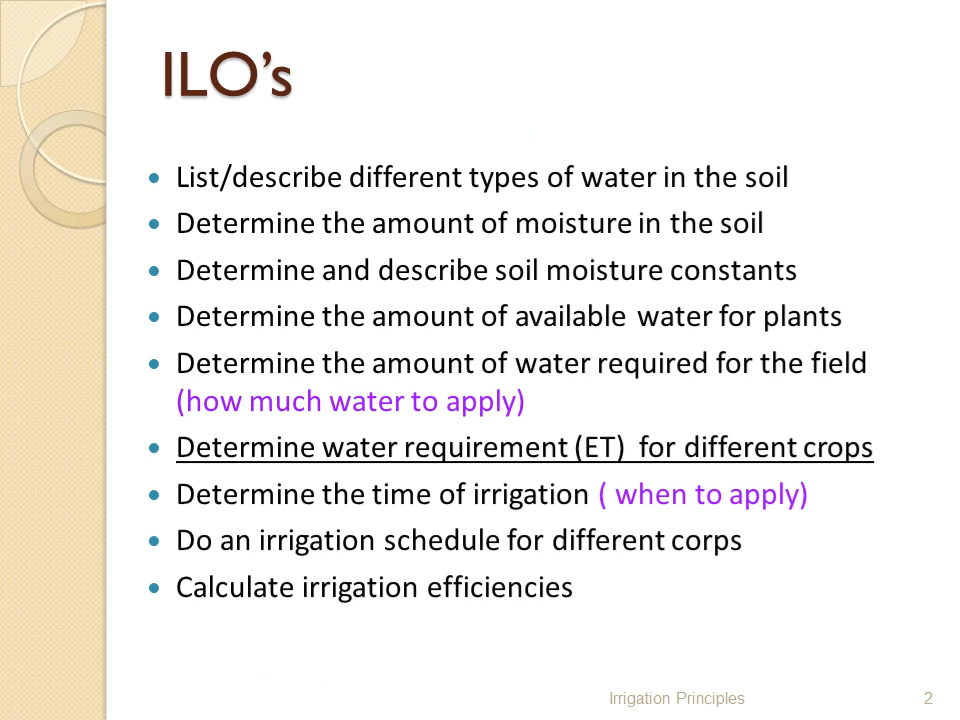 ILO’s
List/describe different types of water in the soil
Determine the amount of moisture in the soil
Determine and describe soil moisture constants
Determine the amount of available water for plants
Determine the amount of water required for the field
(how much water to apply)
Determine water requirement (ET) for different crops
Determine the time of irrigation ( when to apply)
Do an irrigation schedule for different corps
Calculate irrigation efficiencies
Irrigation Principles 2